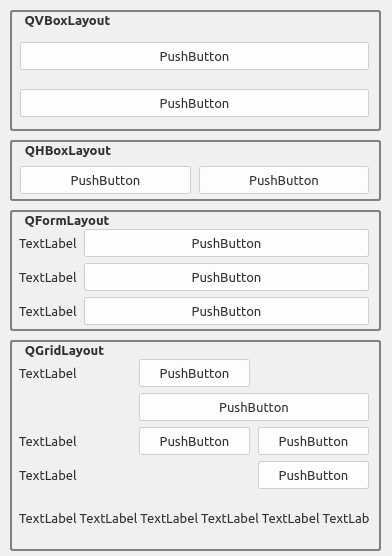 QVBoxLayout
PushButton
PushButton
QHBoxLayout
PushButton PushButton
QFormLayout
TextLabel PushButton
TextLabel PushButton
TextLabel PushButton
QGridLayout
TextLabel PushButton
PushButton
TextLabel PushButton PushButton
TextLabel PushButton
TextLabel TextLabel TextLabel TextLabel TextLabel TextLab